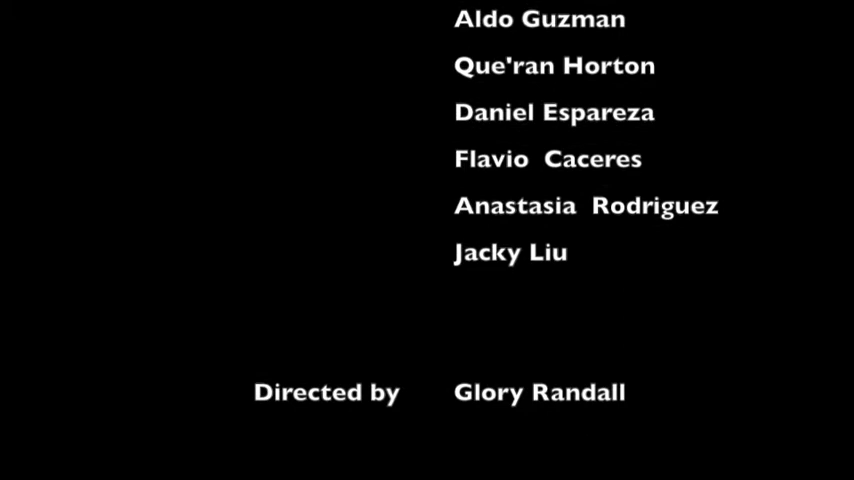 Aldo Guzman
Que'ran Horton
Daniel Espareza
Flavio  Caceres
Anastasia  Rodriguez
Jacky Liu
Directed by Glory Randall